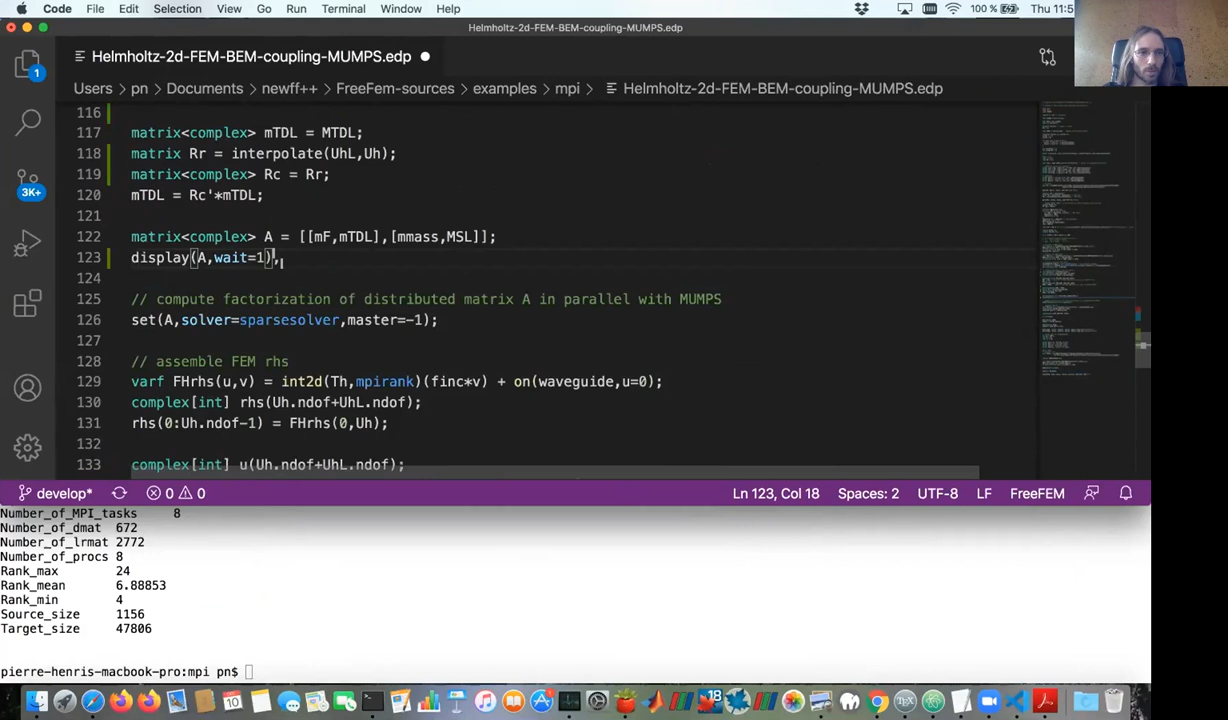 Code File Edit Selection View Go Run Terminal Window Help 100 % Thu 11:5
Helmholtz-2d-FEM-BEM-coupling-MUMPS.edp
Helmholtz-2d-FEM-BEM-coupling-MUMPS.edp
Users › pn › Documents › newff++ › FreeFem-sources › examples › mpi › Helmholtz-2d-FEM-BEM-coupling-MUMPS.edp
116
117 matrix<complex> mTDL = MTDL;
118 matrix Rr = interpolate(UhL,Uh);
119 matrix<complex> Rc = Rr;
120 mTDL = Rc'*mTDL;
121
122 matrix<complex> A = [[mF,mTDL],[mmass,MSL]];
123 display(A,wait=1);
124
125 // compute factorization of distributed matrix A in parallel with MUMPS
126 set(A,solver=sparsesolver,master=-1);
127
128 // assemble FEM rhs
129 varf FHrhs(u,v) = int2d(Th,mpirank)(finc*v) + on(waveguide,u=0);
130 complex[int] rhs(Uh.ndof+UhL.ndof);
131 rhs(0:Uh.ndof-1) = FHrhs(0,Uh);
132
133 complex[int] u(Uh.ndof+UhL.ndof);
1
3K+
develop* 0 0 Ln 123, Col 18 Spaces: 2 UTF-8 LF FreeFEM
Number_of_MPI_tasks 8
Number_of_dmat 672
Number_of_lrmat 2772
Number_of_procs 8
Rank_max 24
Rank_mean 6.88853
Rank_min 4
Source_size 1156
Target_size 47806
pierre-henris-macbook-pro:mpi pn$
10
18